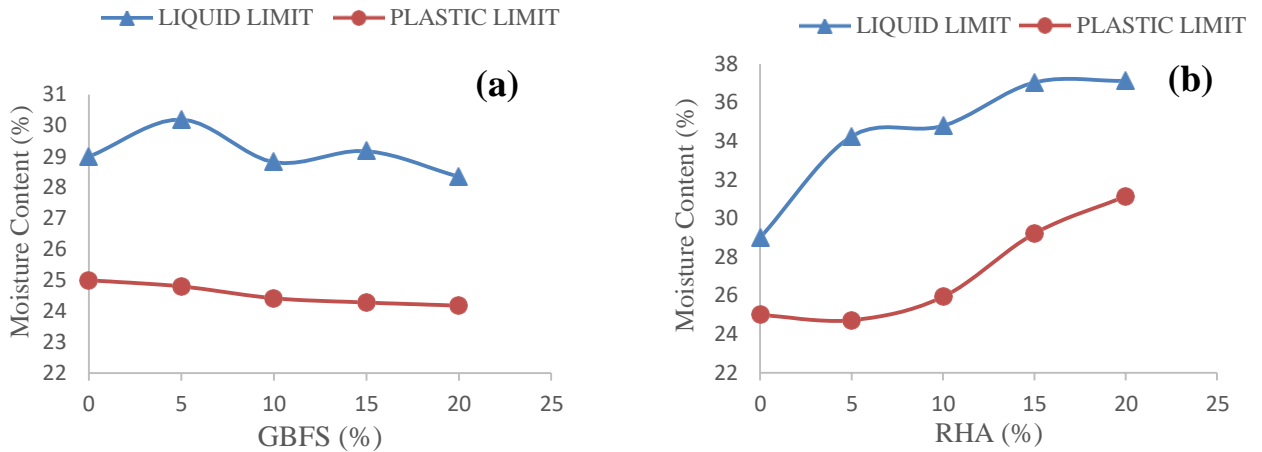 LIQUID LIMIT PLASTIC LIMIT
(a)
Moisture Content (%)
31
30
29
28
27
26
25
24
23
22
0 5 10 15 20 25
GBFS (%)
LIQUID LIMIT PLASTIC LIMIT
(b)
Moisture Content (%)
38
36
34
32
30
28
26
24
22
0 5 10 15 20 25
RHA (%)